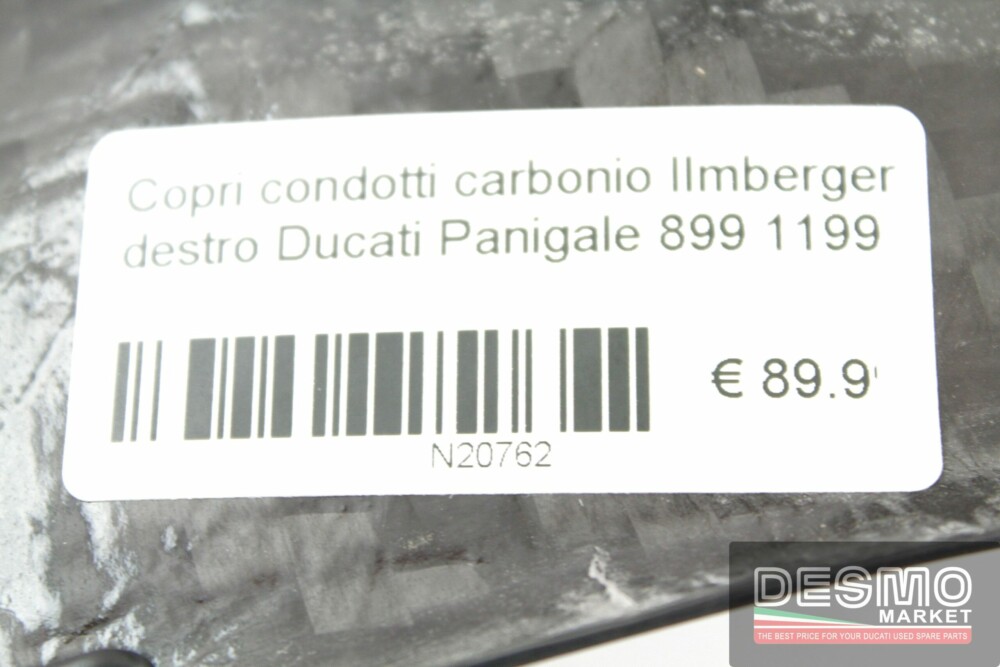 Copri condotti carbonio Ilmberger
destro Ducati Panigale 899 1199
€ 89.9
N20762
DESMO
MARKET
THE BEST PRICE FOR YOUR DUCATI USED SPARE PARTS